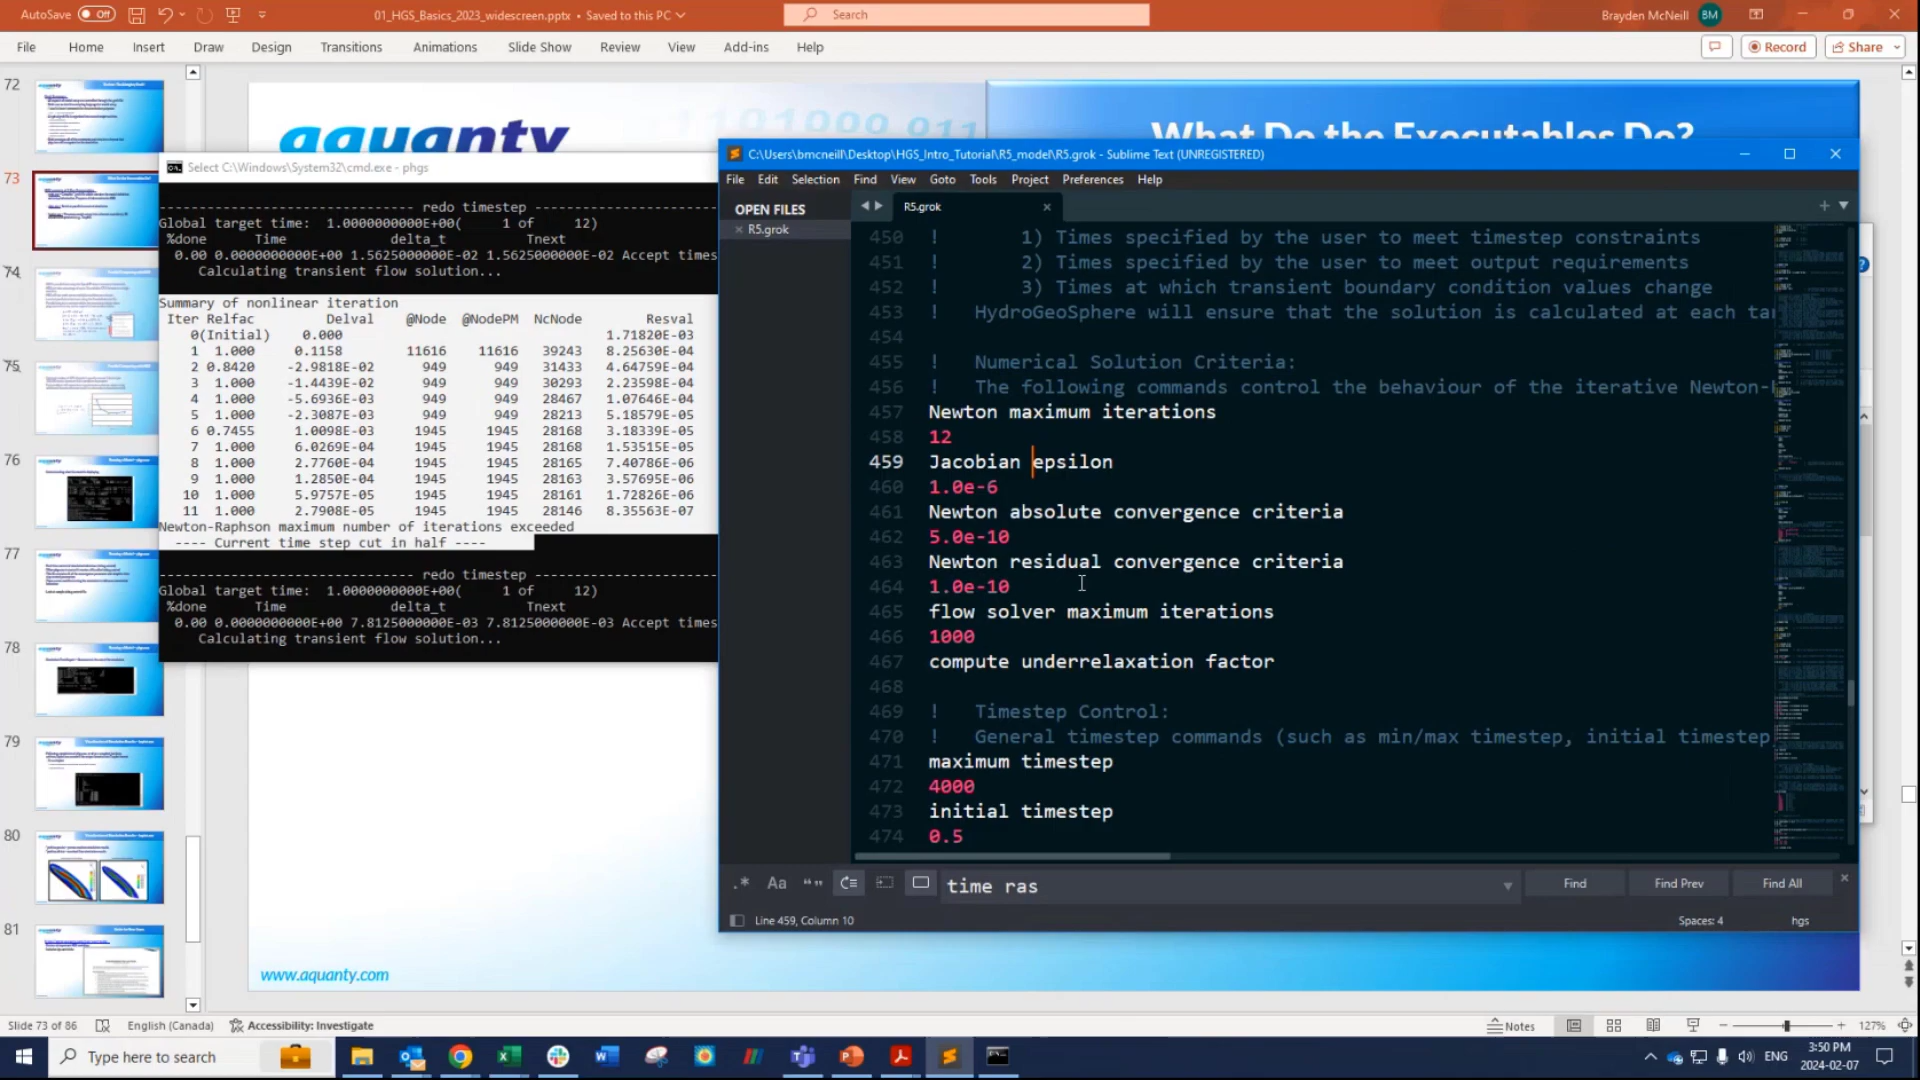 AutoSave Off 01_HGS_Basics_2023_widescreen.pptx • Saved to this PC Search Brayden McNeill BM
File Home Insert Draw Design Transitions Animations Slide Show Review View Add-ins Help Record Share
72
73
74
75
76
77
78
79
80
81
aquanty
What Do the Executables Do?
www.aquanty.com
Select C:\Windows\System32\cmd.exe - phgs
-------------------------------- redo timestep -----------------------
Global target time: 1.0000000000E+00( 1 of 12)
%done Time delta_t Tnext
0.00 0.0000000000E+00 1.5625000000E-02 1.5625000000E-02 Accept times
Calculating transient flow solution...
Summary of nonlinear iteration
Iter Relfac Delval @Node @NodePM NcNode Resval
0(Initial) 0.000 1.71820E-03
1 1.000 0.1158 11616 11616 39243 8.25630E-04
2 0.8420 -2.9818E-02 949 949 31433 4.64759E-04
3 1.000 -1.4439E-02 949 949 30293 2.23598E-04
4 1.000 -5.6936E-03 949 949 28467 1.07646E-04
5 1.000 -2.3087E-03 949 949 28213 5.18579E-05
6 0.7455 1.0098E-03 1945 1945 28168 3.18339E-05
7 1.000 6.0269E-04 1945 1945 28168 1.53515E-05
8 1.000 2.7760E-04 1945 1945 28165 7.40786E-06
9 1.000 1.2850E-04 1945 1945 28163 3.57695E-06
10 1.000 5.9757E-05 1945 1945 28161 1.72826E-06
11 1.000 2.7908E-05 1945 1945 28146 8.35563E-07
Newton-Raphson maximum number of iterations exceeded
---- Current time step cut in half ----
-------------------------------- redo timestep -----------------------
Global target time: 1.0000000000E+00( 1 of 12)
%done Time delta_t Tnext
0.00 0.0000000000E+00 7.8125000000E-03 7.8125000000E-03 Accept times
Calculating transient flow solution...
C:\Users\bmcneill\Desktop\HGS_Intro_Tutorial\R5_model\R5.grok - Sublime Text (UNREGISTERED)
File Edit Selection Find View Goto Tools Project Preferences Help
OPEN FILES
R5.grok
R5.grok
450 ! 1) Times specified by the user to meet timestep constraints
451 ! 2) Times specified by the user to meet output requirements
452 ! 3) Times at which transient boundary condition values change
453 ! HydroGeoSphere will ensure that the solution is calculated at each ta
454
455 ! Numerical Solution Criteria:
456 ! The following commands control the behaviour of the iterative Newton-
457 Newton maximum iterations
458 12
459 Jacobian epsilon
460 1.0e-6
461 Newton absolute convergence criteria
462 5.0e-10
463 Newton residual convergence criteria
464 1.0e-10
465 flow solver maximum iterations
466 1000
467 compute underrelaxation factor
468
469 ! Timestep Control:
470 ! General timestep commands (such as min/max timestep, initial timestep
471 maximum timestep
472 4000
473 initial timestep
474 0.5
.* Aa time ras Find Find Prev Find All
Line 459, Column 10 Spaces: 4 hgs
Slide 73 of 86 English (Canada) Accessibility: Investigate Notes 127%
Type here to search ENG 3:50 PM
2024-02-07